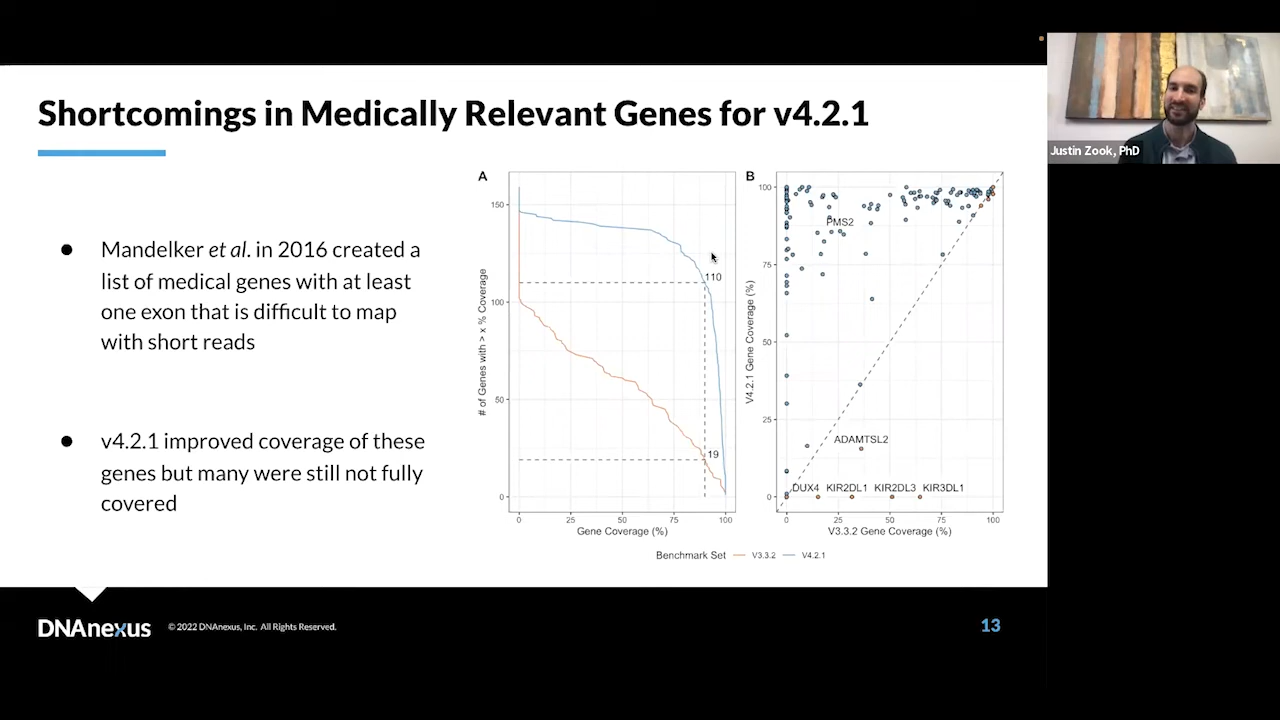 Shortcomings in Medically Relevant Genes for v4.2.1
Justin Zook, PhD
● Mandelker et al. in 2016 created a
list of medical genes with at least
one exon that is difficult to map
with short reads
● v4.2.1 improved coverage of these
genes but many were still not fully
covered
A
# of Genes with > x % Coverage
150
100
50
0
110
19
0 25 50 75 100
Gene Coverage (%)
B
V4.2.1 Gene Coverage (%)
100
75
50
25
0
PMS2
ADAMTSL2
DUX4 KIR2DL1 KIR2DL3 KIR3DL1
0 25 50 75 100
V3.3.2 Gene Coverage (%)
Benchmark Set V3.3.2 V4.2.1
DNAnexus © 2022 DNAnexus, Inc. All Rights Reserved.
13